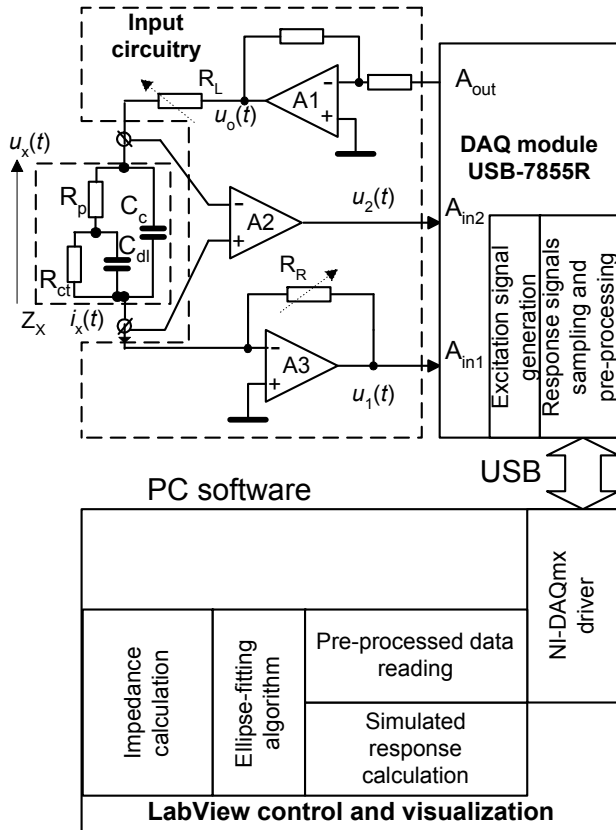 Input
circuitry
R_L
u_o(t)
A1
-
+
A_out
DAQ module
USB-7855R
u_x(t)
R_p
C_c
C_dl
R_ct
Z_X
i_x(t)
A2
-
+
u_2(t)
A_in2
R_R
A3
-
+
u_1(t)
A_in1
Excitation signal
generation
Response signals
sampling and
pre-processing
USB
PC software
NI-DAQmx
driver
Impedance
calculation
Ellipse-fitting
algorithm
Pre-processed data
reading
Simulated
response
calculation
LabView control and visualization